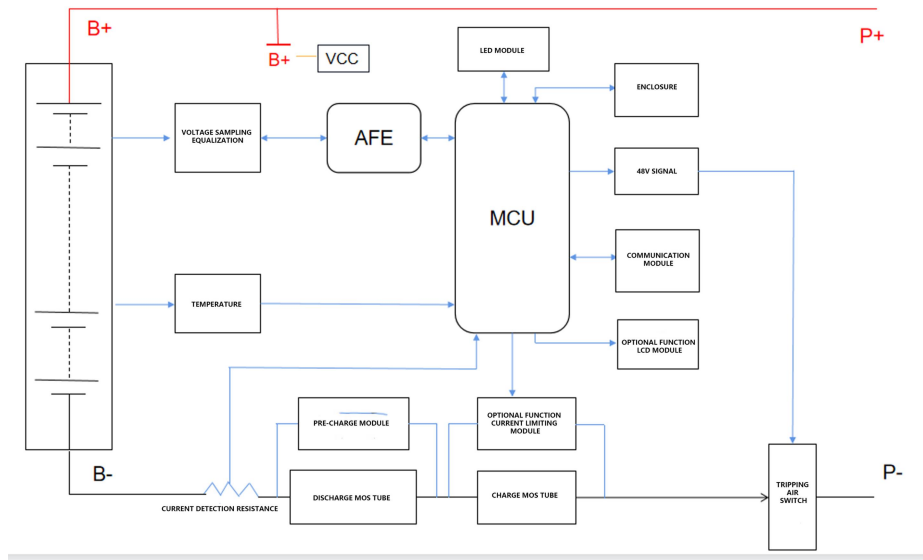 B+
P+
B+
VCC
LED MODULE
ENCLOSURE
VOLTAGE SAMPLING
EQUALIZATION
AFE
MCU
48V SIGNAL
COMMUNICATION
MODULE
TEMPERATURE
OPTIONAL FUNCTION
LCD MODULE
PRE-CHARGE MODULE
OPTIONAL FUNCTION
CURRENT LIMITING
MODULE
B-
P-
DISCHARGE MOS TUBE
CHARGE MOS TUBE
TRIPPING
AIR
SWITCH
CURRENT DETECTION RESISTANCE